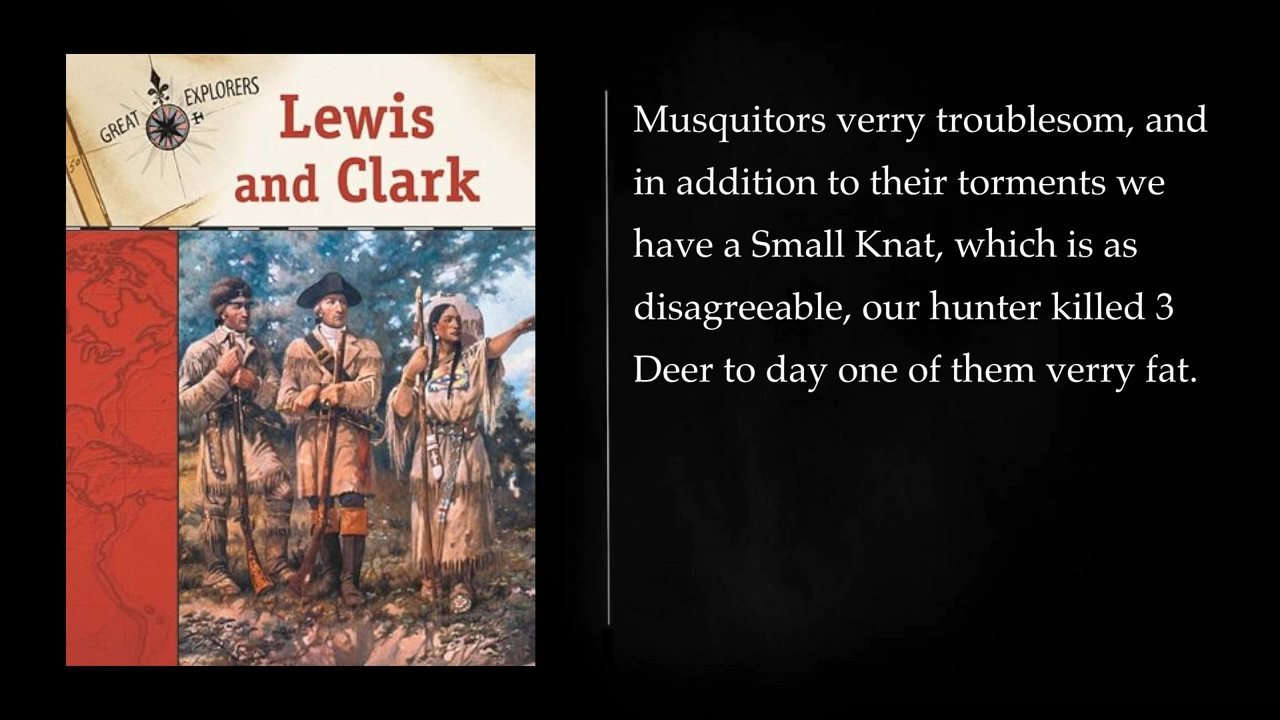 GREAT EXPLORERS
Lewis
and Clark
50
Musquitors verry troublesom, and
in addition to their torments we
have a Small Knat, which is as
disagreeable, our hunter killed 3
Deer to day one of them verry fat.